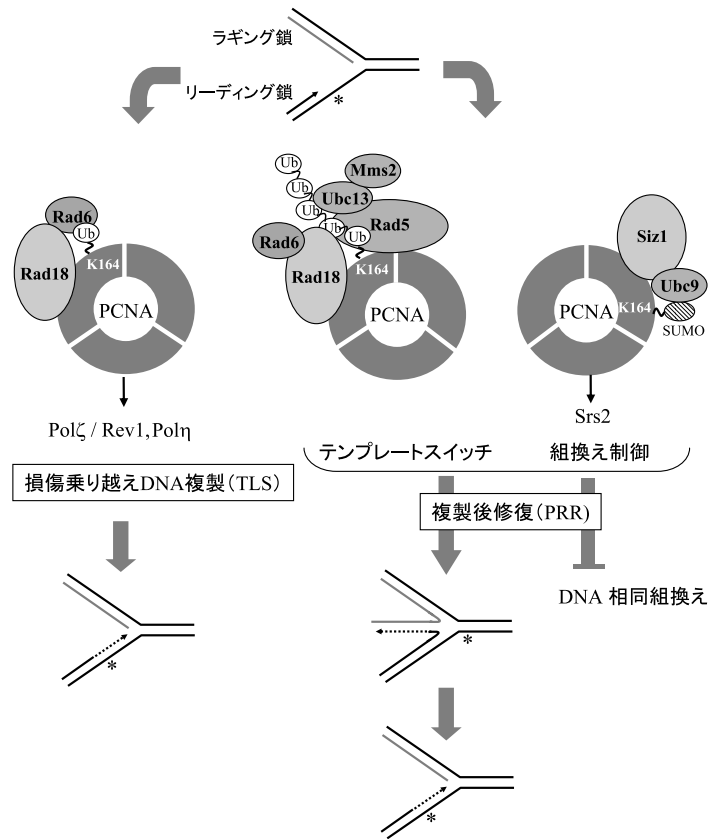 ラギング鎖
リーディング鎖
*
Rad6
Ub
Rad18
K164
PCNA
Ub
Ub
Ub
Ub
Ub
Mms2
Ubc13
Rad5
Rad6
Rad18
K164
PCNA
Siz1
Ubc9
K164
SUMO
PCNA
Polζ / Rev1,Polη
Srs2
テンプレートスイッチ
組換え制御
損傷乗り越えDNA複製(TLS)
複製後修復(PRR)
DNA 相同組換え
*
*
*